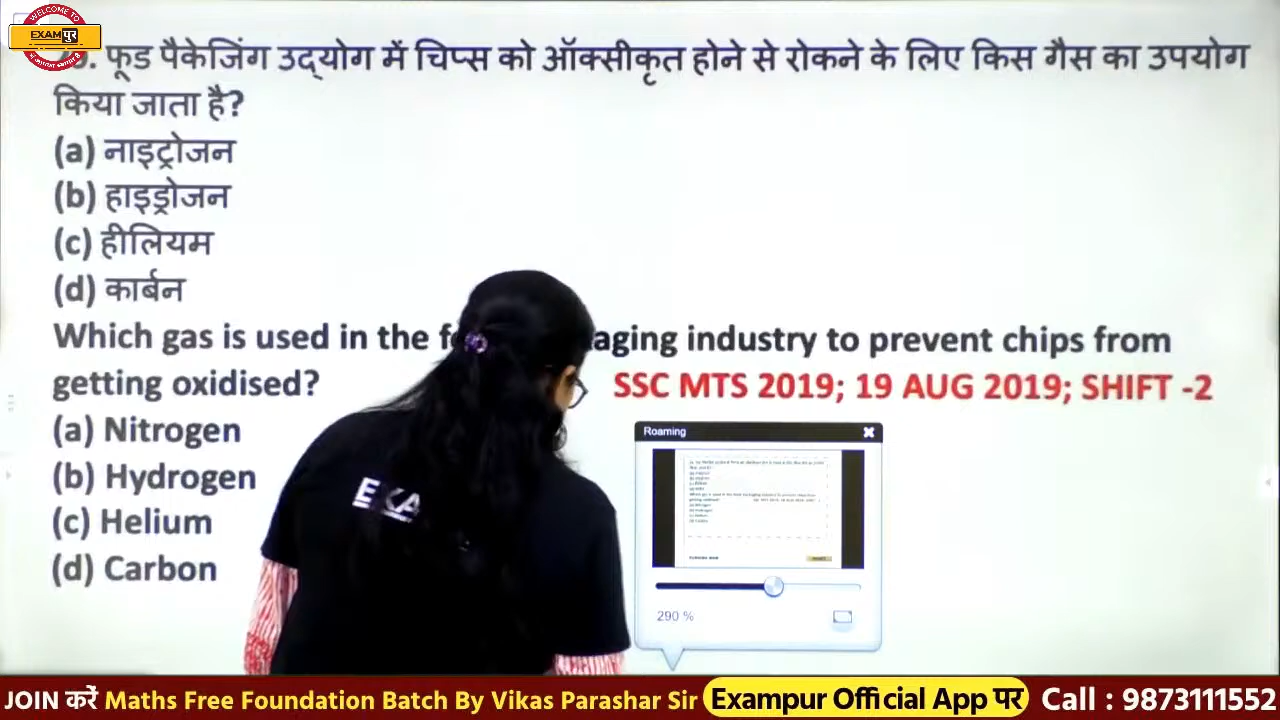 WELCOME TO
EXAMपुर
फूड पैकेजिंग उद्योग में चिप्स को ऑक्सीकृत होने से रोकने के लिए किस गैस का उपयोग
किया जाता है?
(a) नाइट्रोजन
(b) हाइड्रोजन
(c) हीलियम
(d) कार्बन
Which gas is used in the aging industry to prevent chips from
getting oxidised? SSC MTS 2019; 19 AUG 2019; SHIFT -2
(a) Nitrogen
(b) Hydrogen
(c) Helium
(d) Carbon
Roaming
290 %
JOIN करें Maths Free Foundation Batch By Vikas Parashar Sir Exampur Official App पर Call : 9873111552